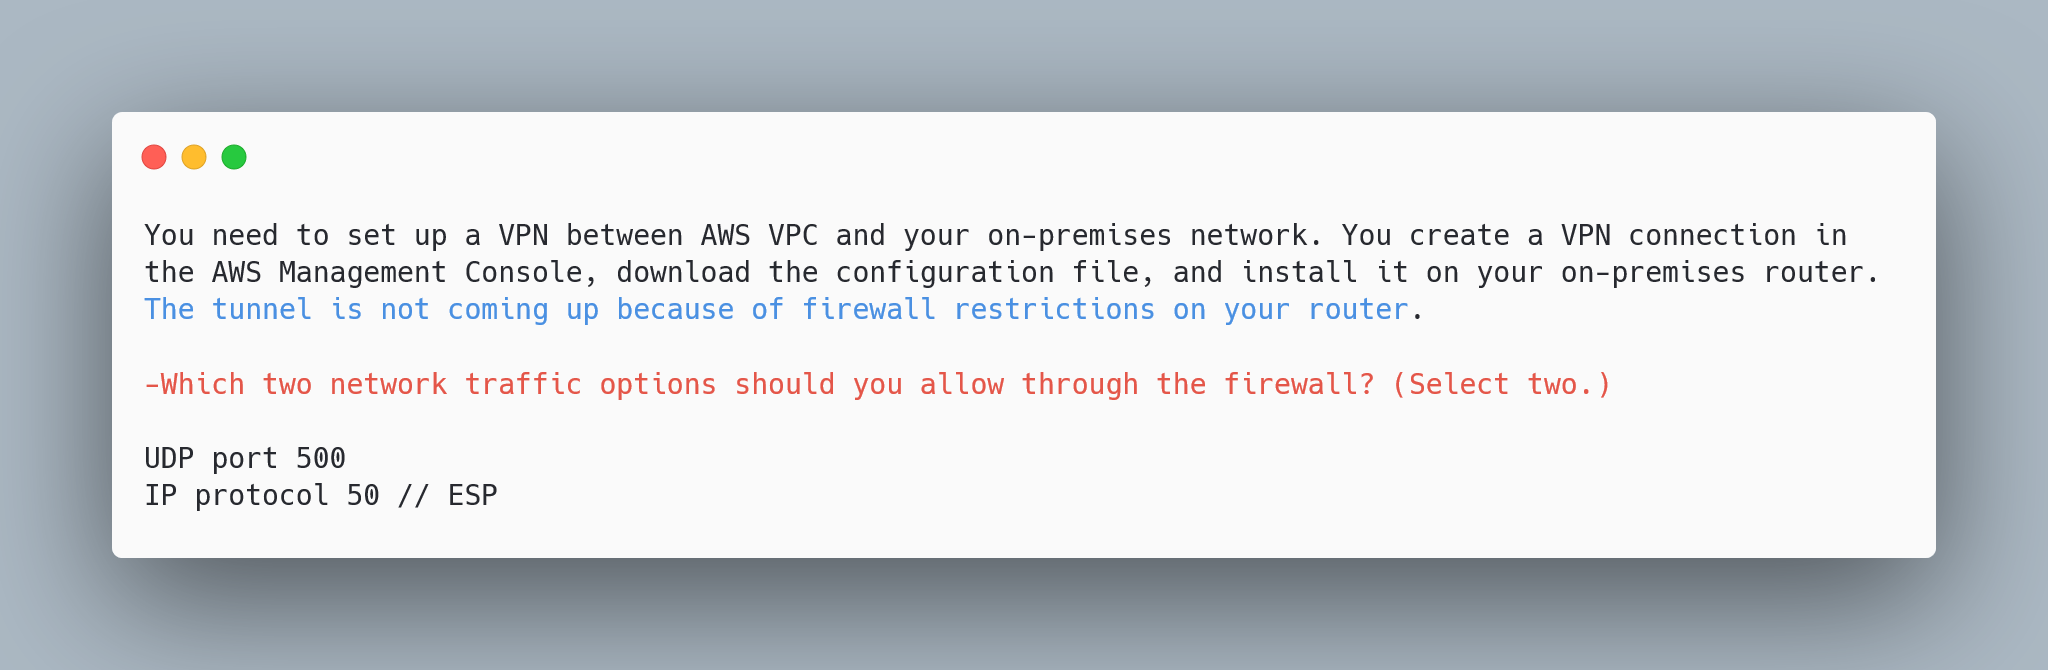 You need to set up a VPN between AWS VPC and your on-premises network. You create a VPN connection in
the AWS Management Console, download the configuration file, and install it on your on-premises router.
The tunnel is not coming up because of firewall restrictions on your router.
-Which two network traffic options should you allow through the firewall? (Select two.)
UDP port 500
IP protocol 50 // ESP